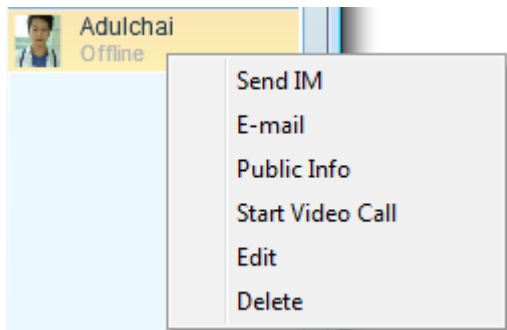 Adulchai
Offline
Send IM
E-mail
Public Info
Start Video Call
Edit
Delete